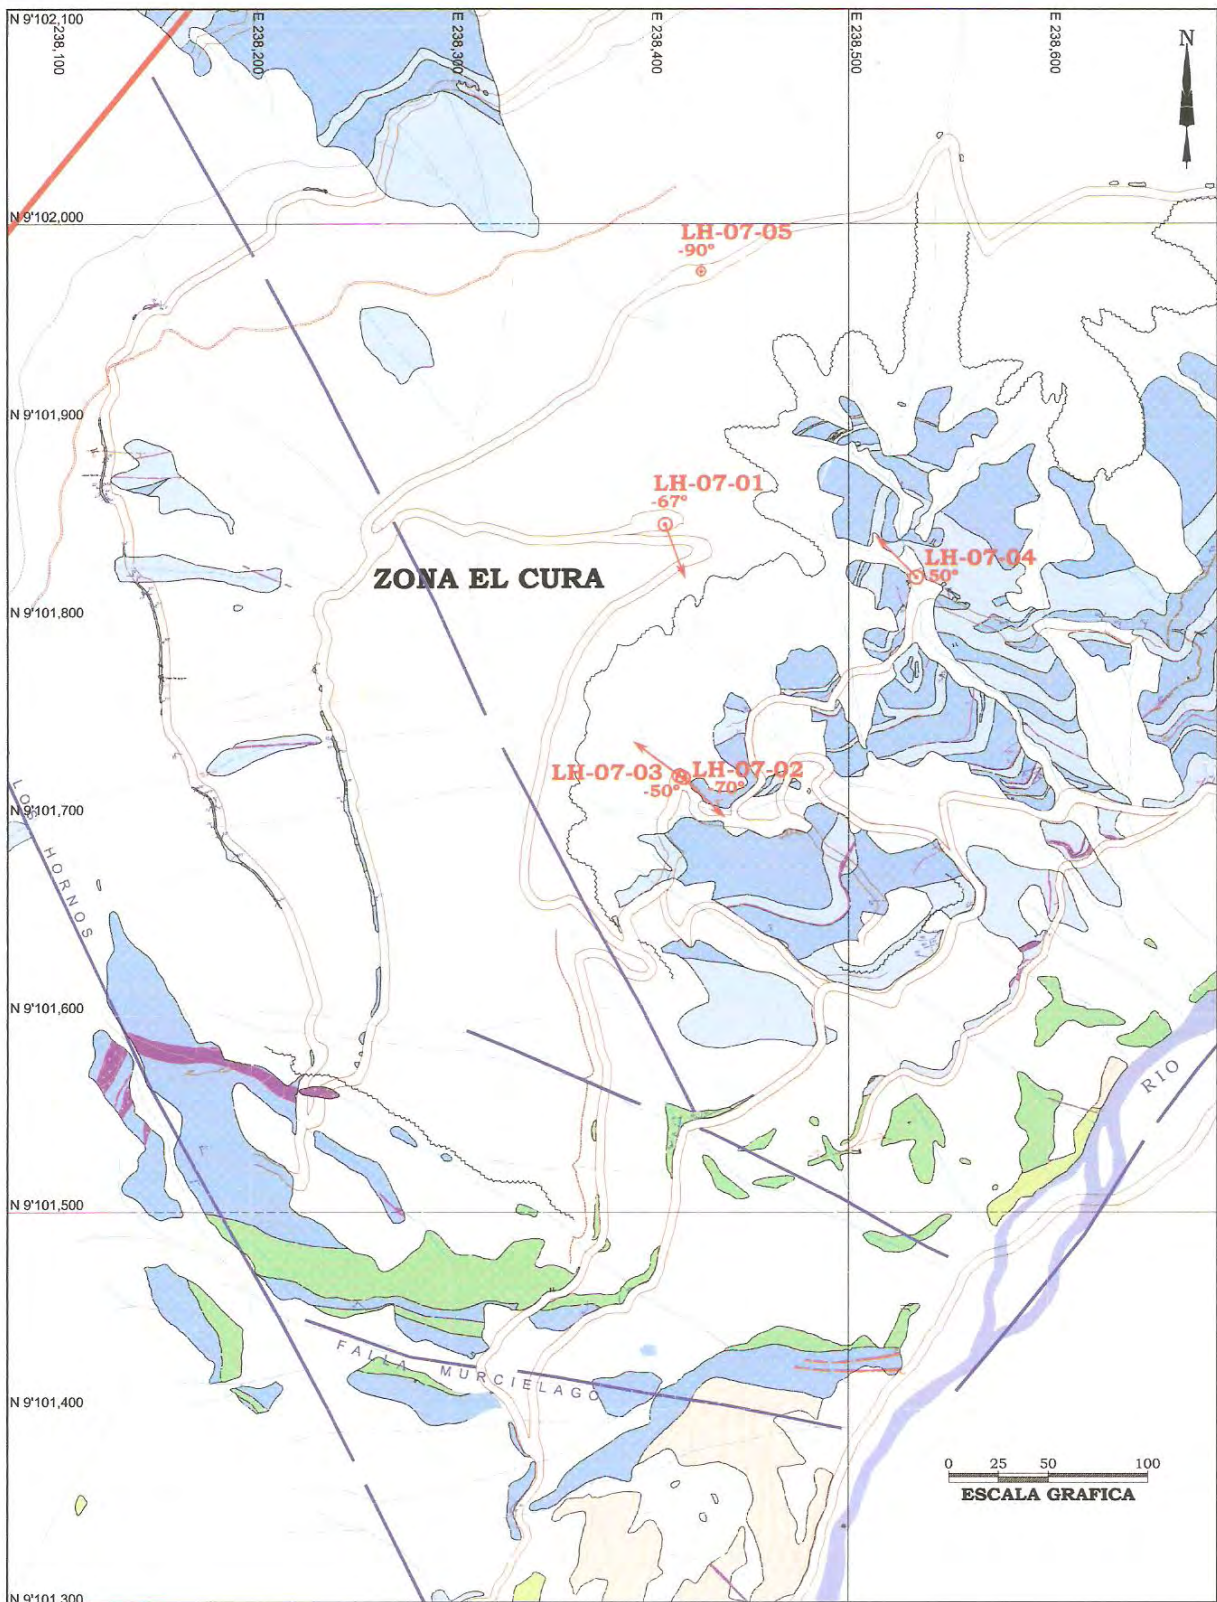 N 9'102,100
238,100
E 238,200
E 238,300
E 238,400
E 238,500
E 238,600
N
N 9'102,000
LH-07-05
-90°
N 9'101,900
LH-07-01
-67°
ZONA EL CURA
LH-07-04
50°
N 9'101,800
LH-07-03
LH-07-02
-50°
-70°
N 9'101,700
LOS HORNOS
N 9'101,600
RIO
N 9'101,500
FALLA MURCIELAGO
N 9'101,400
0 25 50 100
ESCALA GRAFICA
N 9'101,300